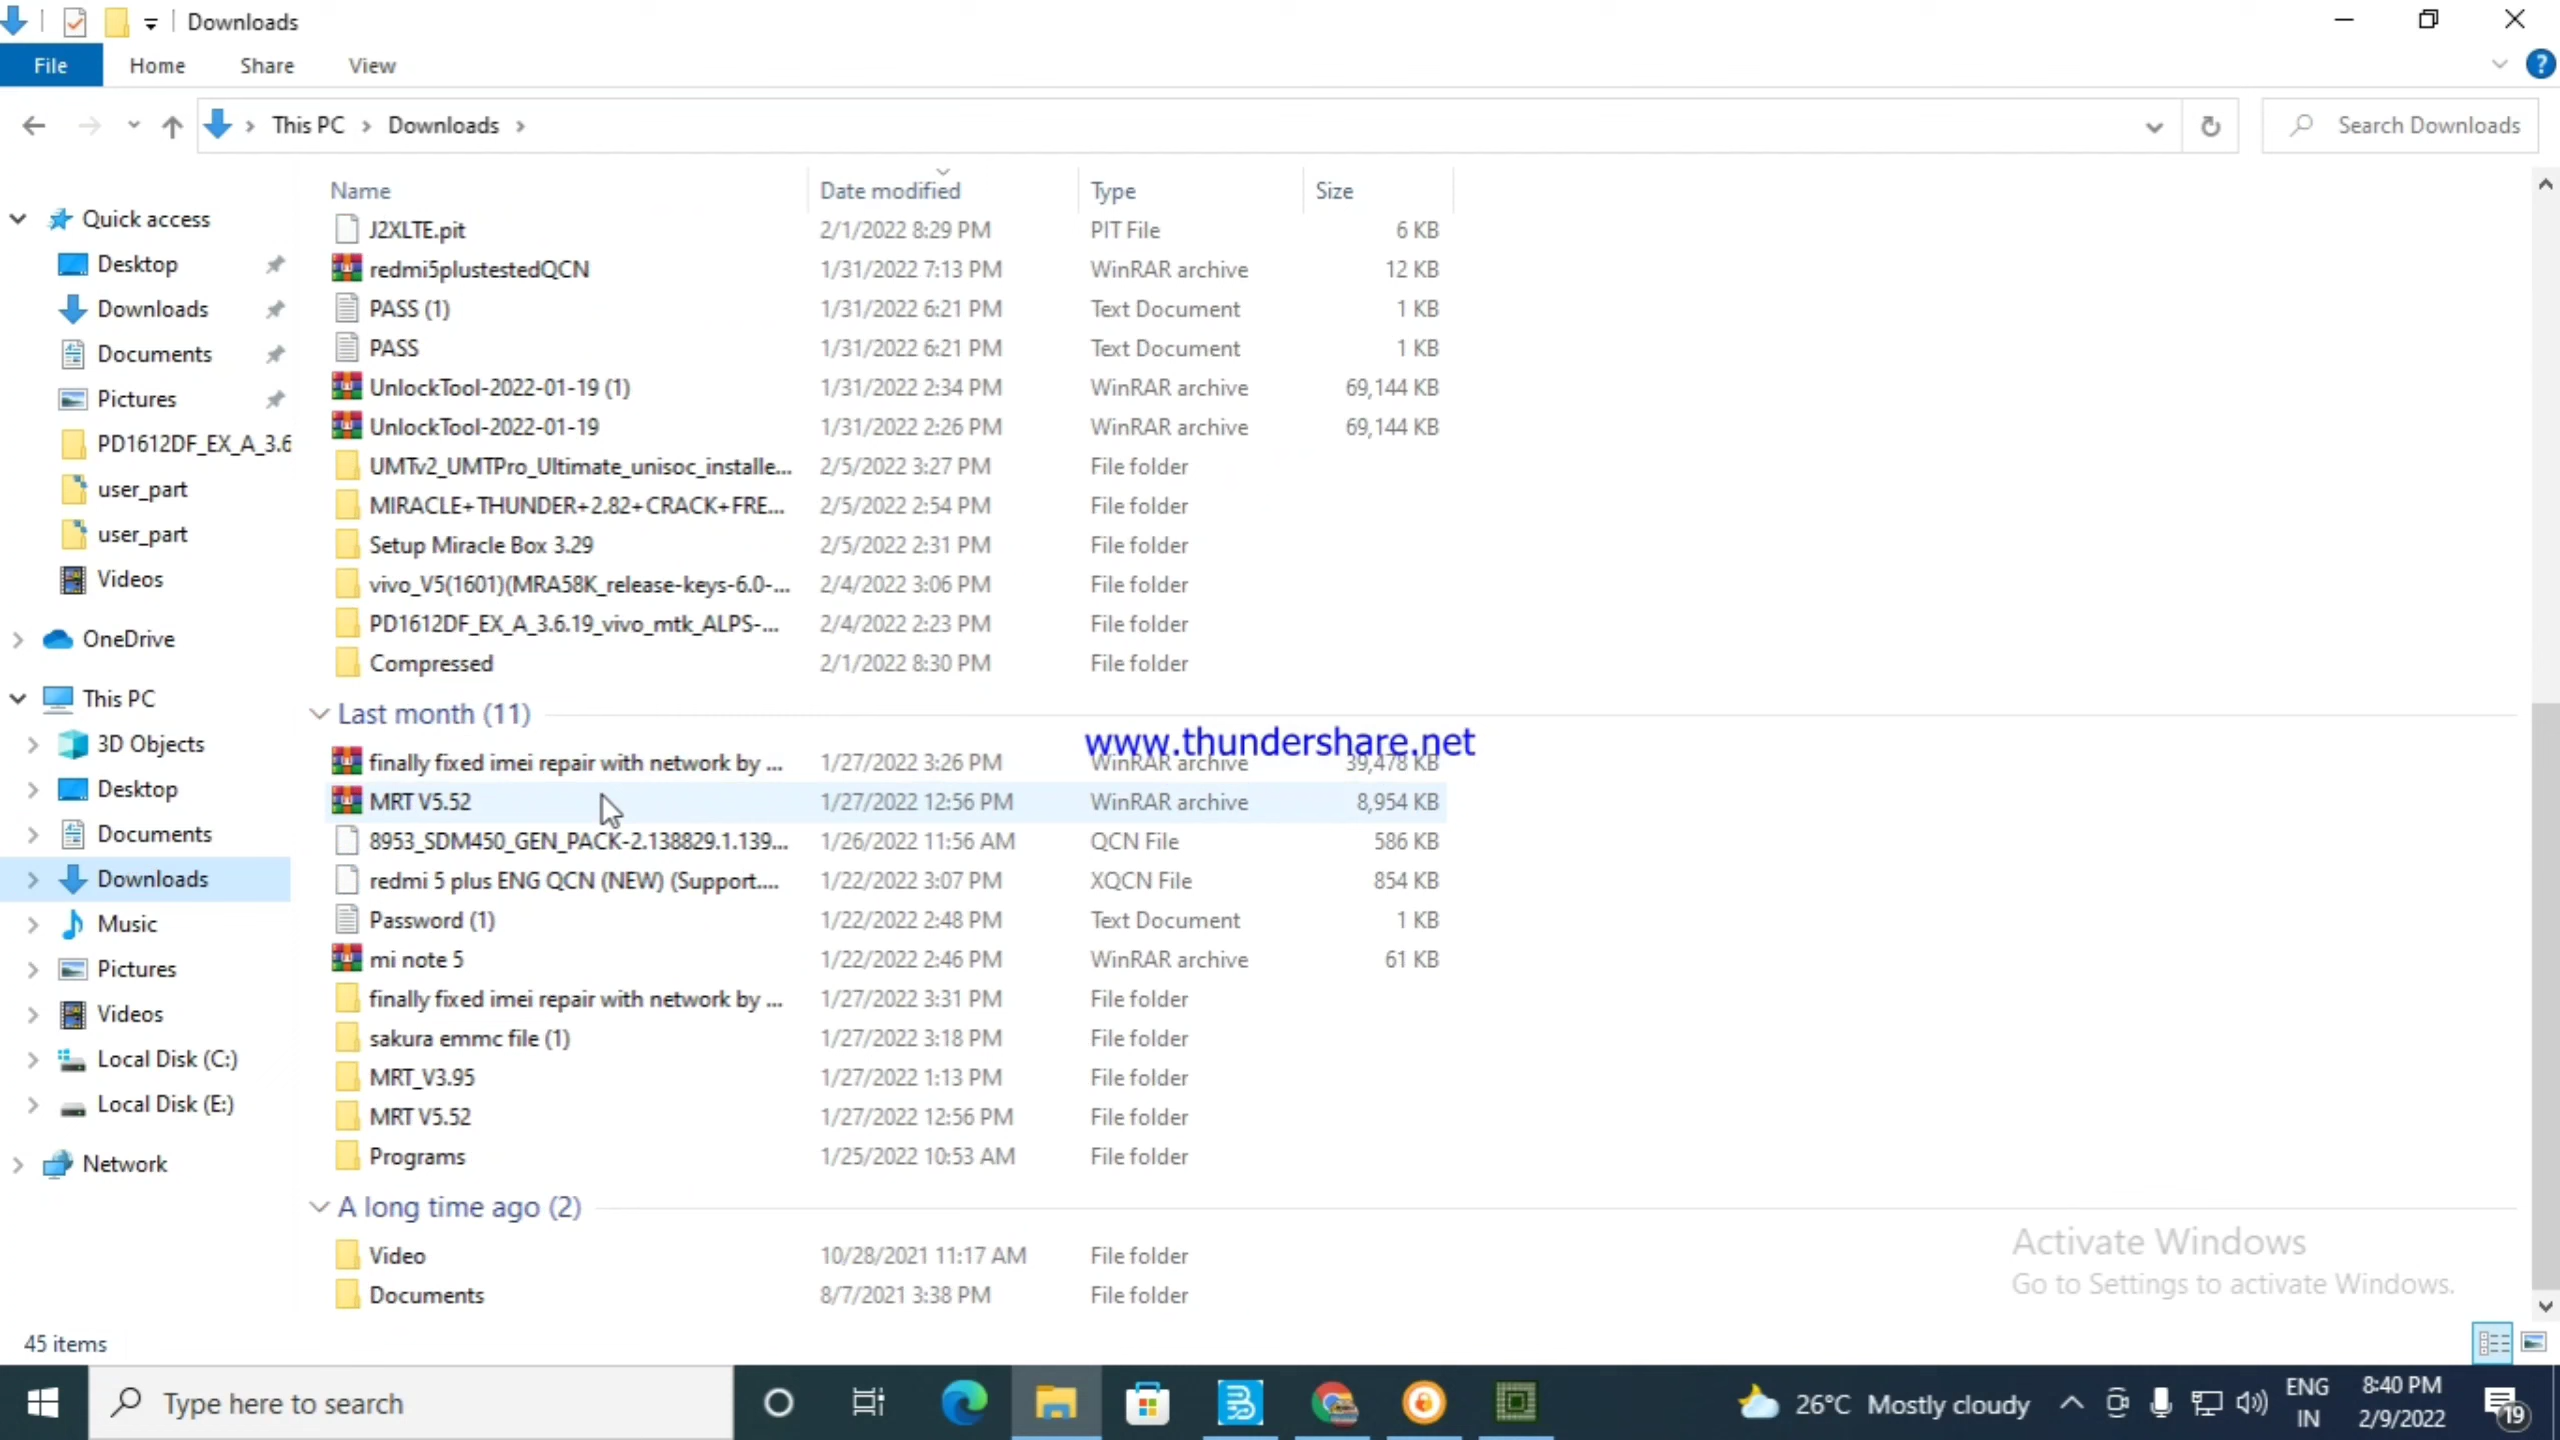 Downloads
File Home Share View
This PC Downloads Search Downloads
Name Date modified Type Size
Quick access
Desktop
Downloads
Documents
Pictures
PD1612DF_EX_A_3.6
user_part
user_part
Videos
OneDrive
This PC
3D Objects
Desktop
Documents
Downloads
Music
Pictures
Videos
Local Disk (C:)
Local Disk (E:)
Network
J2XLTE.pit 2/1/2022 8:29 PM PIT File 6 KB
redmi5plustestedQCN 1/31/2022 7:13 PM WinRAR archive 12 KB
PASS (1) 1/31/2022 6:21 PM Text Document 1 KB
PASS 1/31/2022 6:21 PM Text Document 1 KB
UnlockTool-2022-01-19 (1) 1/31/2022 2:34 PM WinRAR archive 69,144 KB
UnlockTool-2022-01-19 1/31/2022 2:26 PM WinRAR archive 69,144 KB
UMTv2_UMTPro_Ultimate_unisoc_installe... 2/5/2022 3:27 PM File folder
MIRACLE+THUNDER+2.82+CRACK+FRE... 2/5/2022 2:54 PM File folder
Setup Miracle Box 3.29 2/5/2022 2:31 PM File folder
vivo_V5(1601)(MRA58K_release-keys-6.0-... 2/4/2022 3:06 PM File folder
PD1612DF_EX_A_3.6.19_vivo_mtk_ALPS-... 2/4/2022 2:23 PM File folder
Compressed 2/1/2022 8:30 PM File folder
Last month (11)
www.thundershare.net
finally fixed imei repair with network by ... 1/27/2022 3:26 PM WinRAR archive 39,478 KB
MRT V5.52 1/27/2022 12:56 PM WinRAR archive 8,954 KB
8953_SDM450_GEN_PACK-2.138829.1.139... 1/26/2022 11:56 AM QCN File 586 KB
redmi 5 plus ENG QCN (NEW) (Support.... 1/22/2022 3:07 PM XQCN File 854 KB
Password (1) 1/22/2022 2:48 PM Text Document 1 KB
mi note 5 1/22/2022 2:46 PM WinRAR archive 61 KB
finally fixed imei repair with network by ... 1/27/2022 3:31 PM File folder
sakura emmc file (1) 1/27/2022 3:18 PM File folder
MRT_V3.95 1/27/2022 1:13 PM File folder
MRT V5.52 1/27/2022 12:56 PM File folder
Programs 1/25/2022 10:53 AM File folder
A long time ago (2)
Video 10/28/2021 11:17 AM File folder
Documents 8/7/2021 3:38 PM File folder
Activate Windows
Go to Settings to activate Windows.
45 items
Type here to search
26°C Mostly cloudy
ENG
IN
8:40 PM
2/9/2022
19